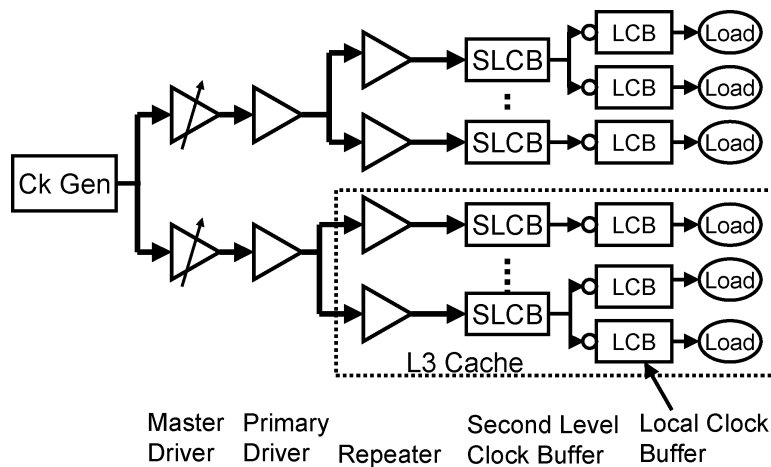 LCB Load
SLCB
LCB Load
SLCB LCB Load
Ck Gen
SLCB LCB Load
LCB Load
SLCB
LCB Load
L3 Cache
Master Driver
Primary Driver
Repeater
Second Level
Clock Buffer
Local Clock
Buffer